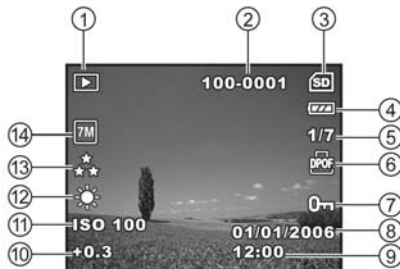 ① ② ③
100-0001 SD
④
14 7M 1/7 ⑤
13 DPOF ⑥
12 ⑦
11 ISO 100 01/01/2006 ⑧
10 +0.3 12:00 ⑨